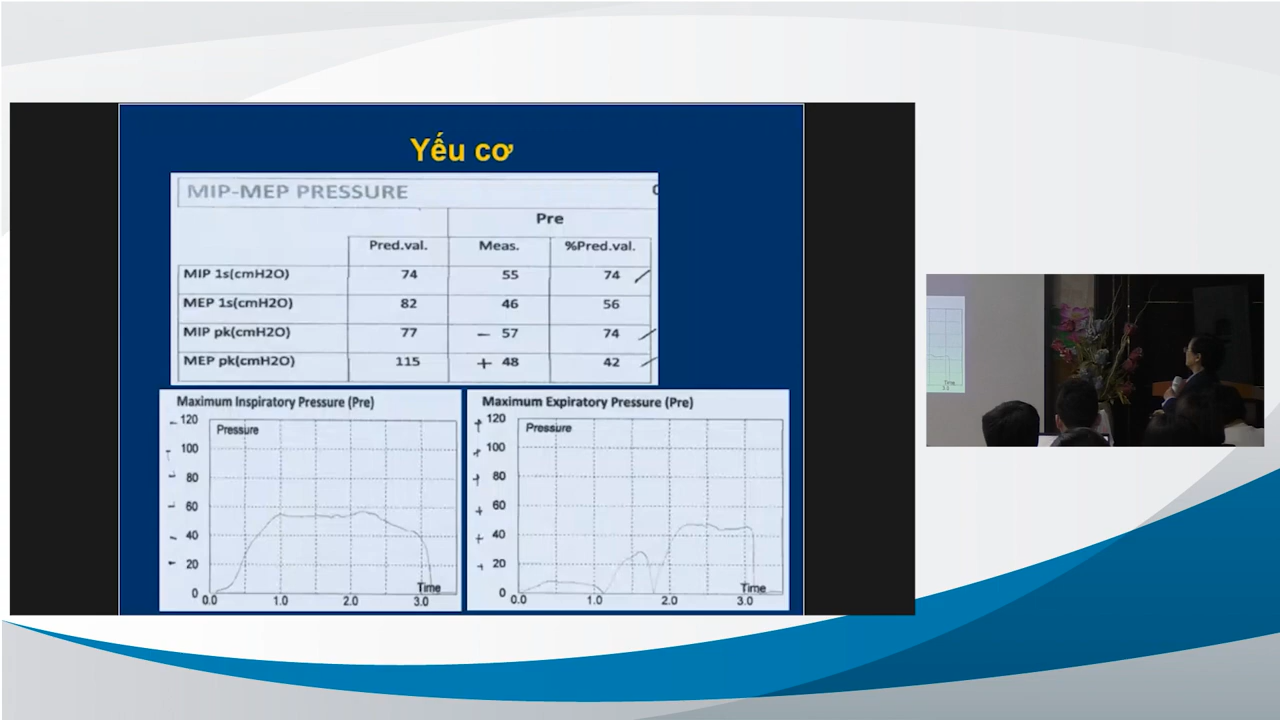 Yếu cơ
MIP-MEP PRESSURE
Pre
Pred.val. Meas. %Pred.val.
MIP 1s(cmH2O) 74 55 74
MEP 1s(cmH2O) 82 46 56
MIP pk(cmH2O) 77 – 57 74
MEP pk(cmH2O) 115 + 48 42
Maximum Inspiratory Pressure (Pre)
Pressure
120
100
80
60
40
20
0
Time
0.0 1.0 2.0 3.0
Maximum Expiratory Pressure (Pre)
Pressure
+ 120
+ 100
+ 80
+ 60
+ 40
+ 20
0
Time
0.0 1.0 2.0 3.0
Time
3.0